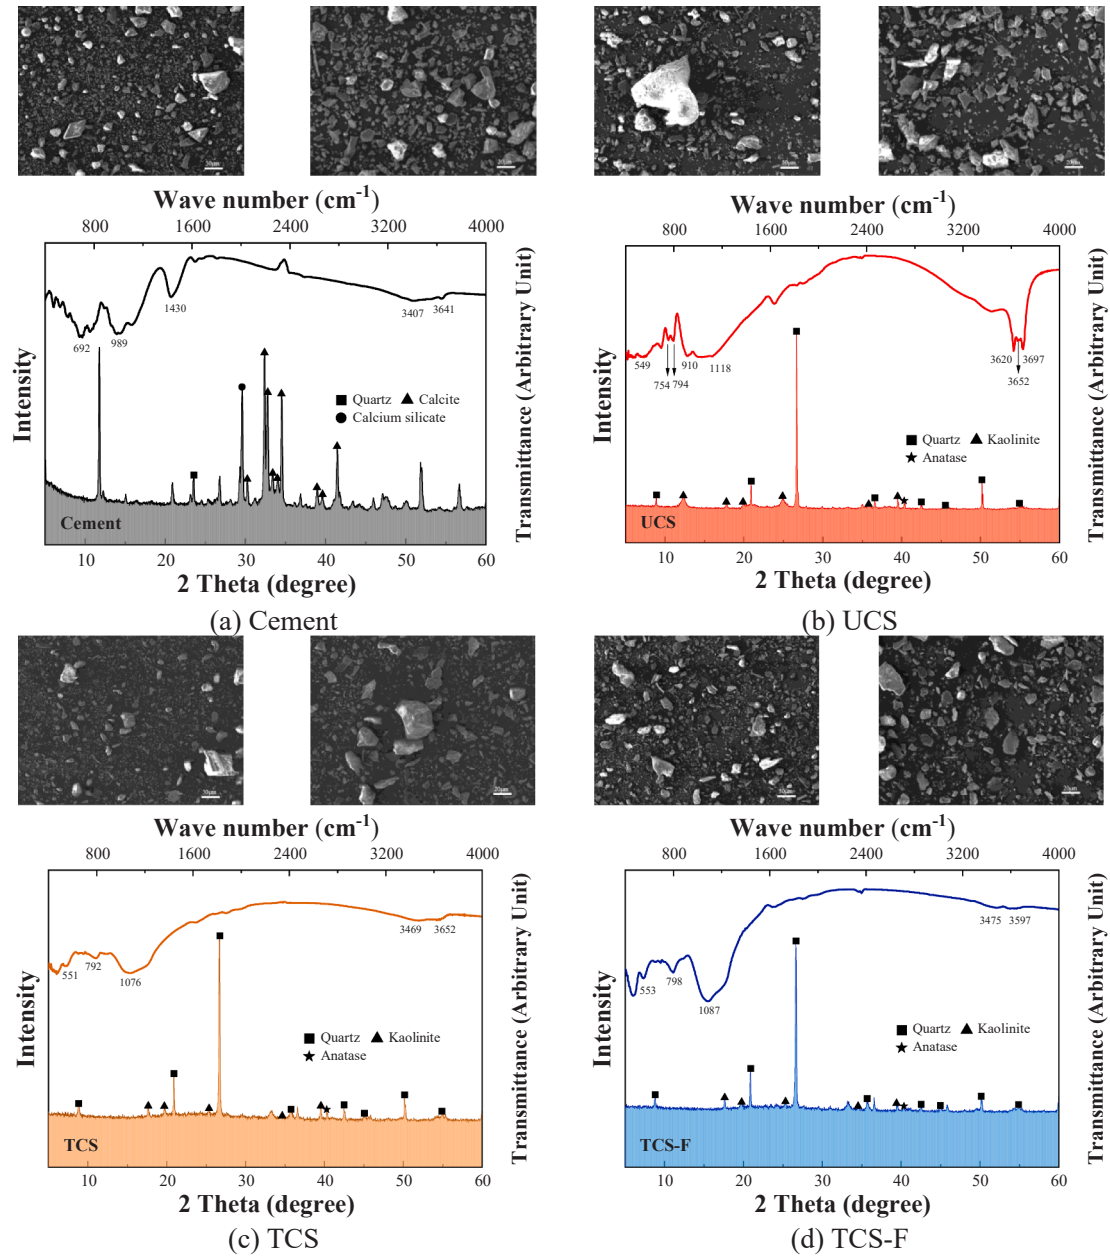 20μm
20μm
Wave number (cm-1)
800 1600 2400 3200 4000
1430
3407
3641
692
989
Quartz Calcite
Calcium silicate
Cement
Intensity
Transmittance (Arbitrary Unit)
10 20 30 40 50 60
2 Theta (degree)
(a) Cement
20μm
Wave number (cm-1)
800 1600 2400 3200 4000
549
754 794
910
1118
3620 3697
3652
Quartz Kaolinite
Anatase
UCS
Intensity
Transmittance (Arbitrary Unit)
10 20 30 40 50 60
2 Theta (degree)
(b) UCS
20μm
Wave number (cm-1)
800 1600 2400 3200 4000
551
792
1076
3469 3652
Quartz Kaolinite
Anatase
TCS
Intensity
Transmittance (Arbitrary Unit)
10 20 30 40 50 60
2 Theta (degree)
(c) TCS
20μm
Wave number (cm-1)
800 1600 2400 3200 4000
553
798
1087
3475 3597
Quartz Kaolinite
Anatase
TCS-F
Intensity
Transmittance (Arbitrary Unit)
10 20 30 40 50 60
2 Theta (degree)
(d) TCS-F